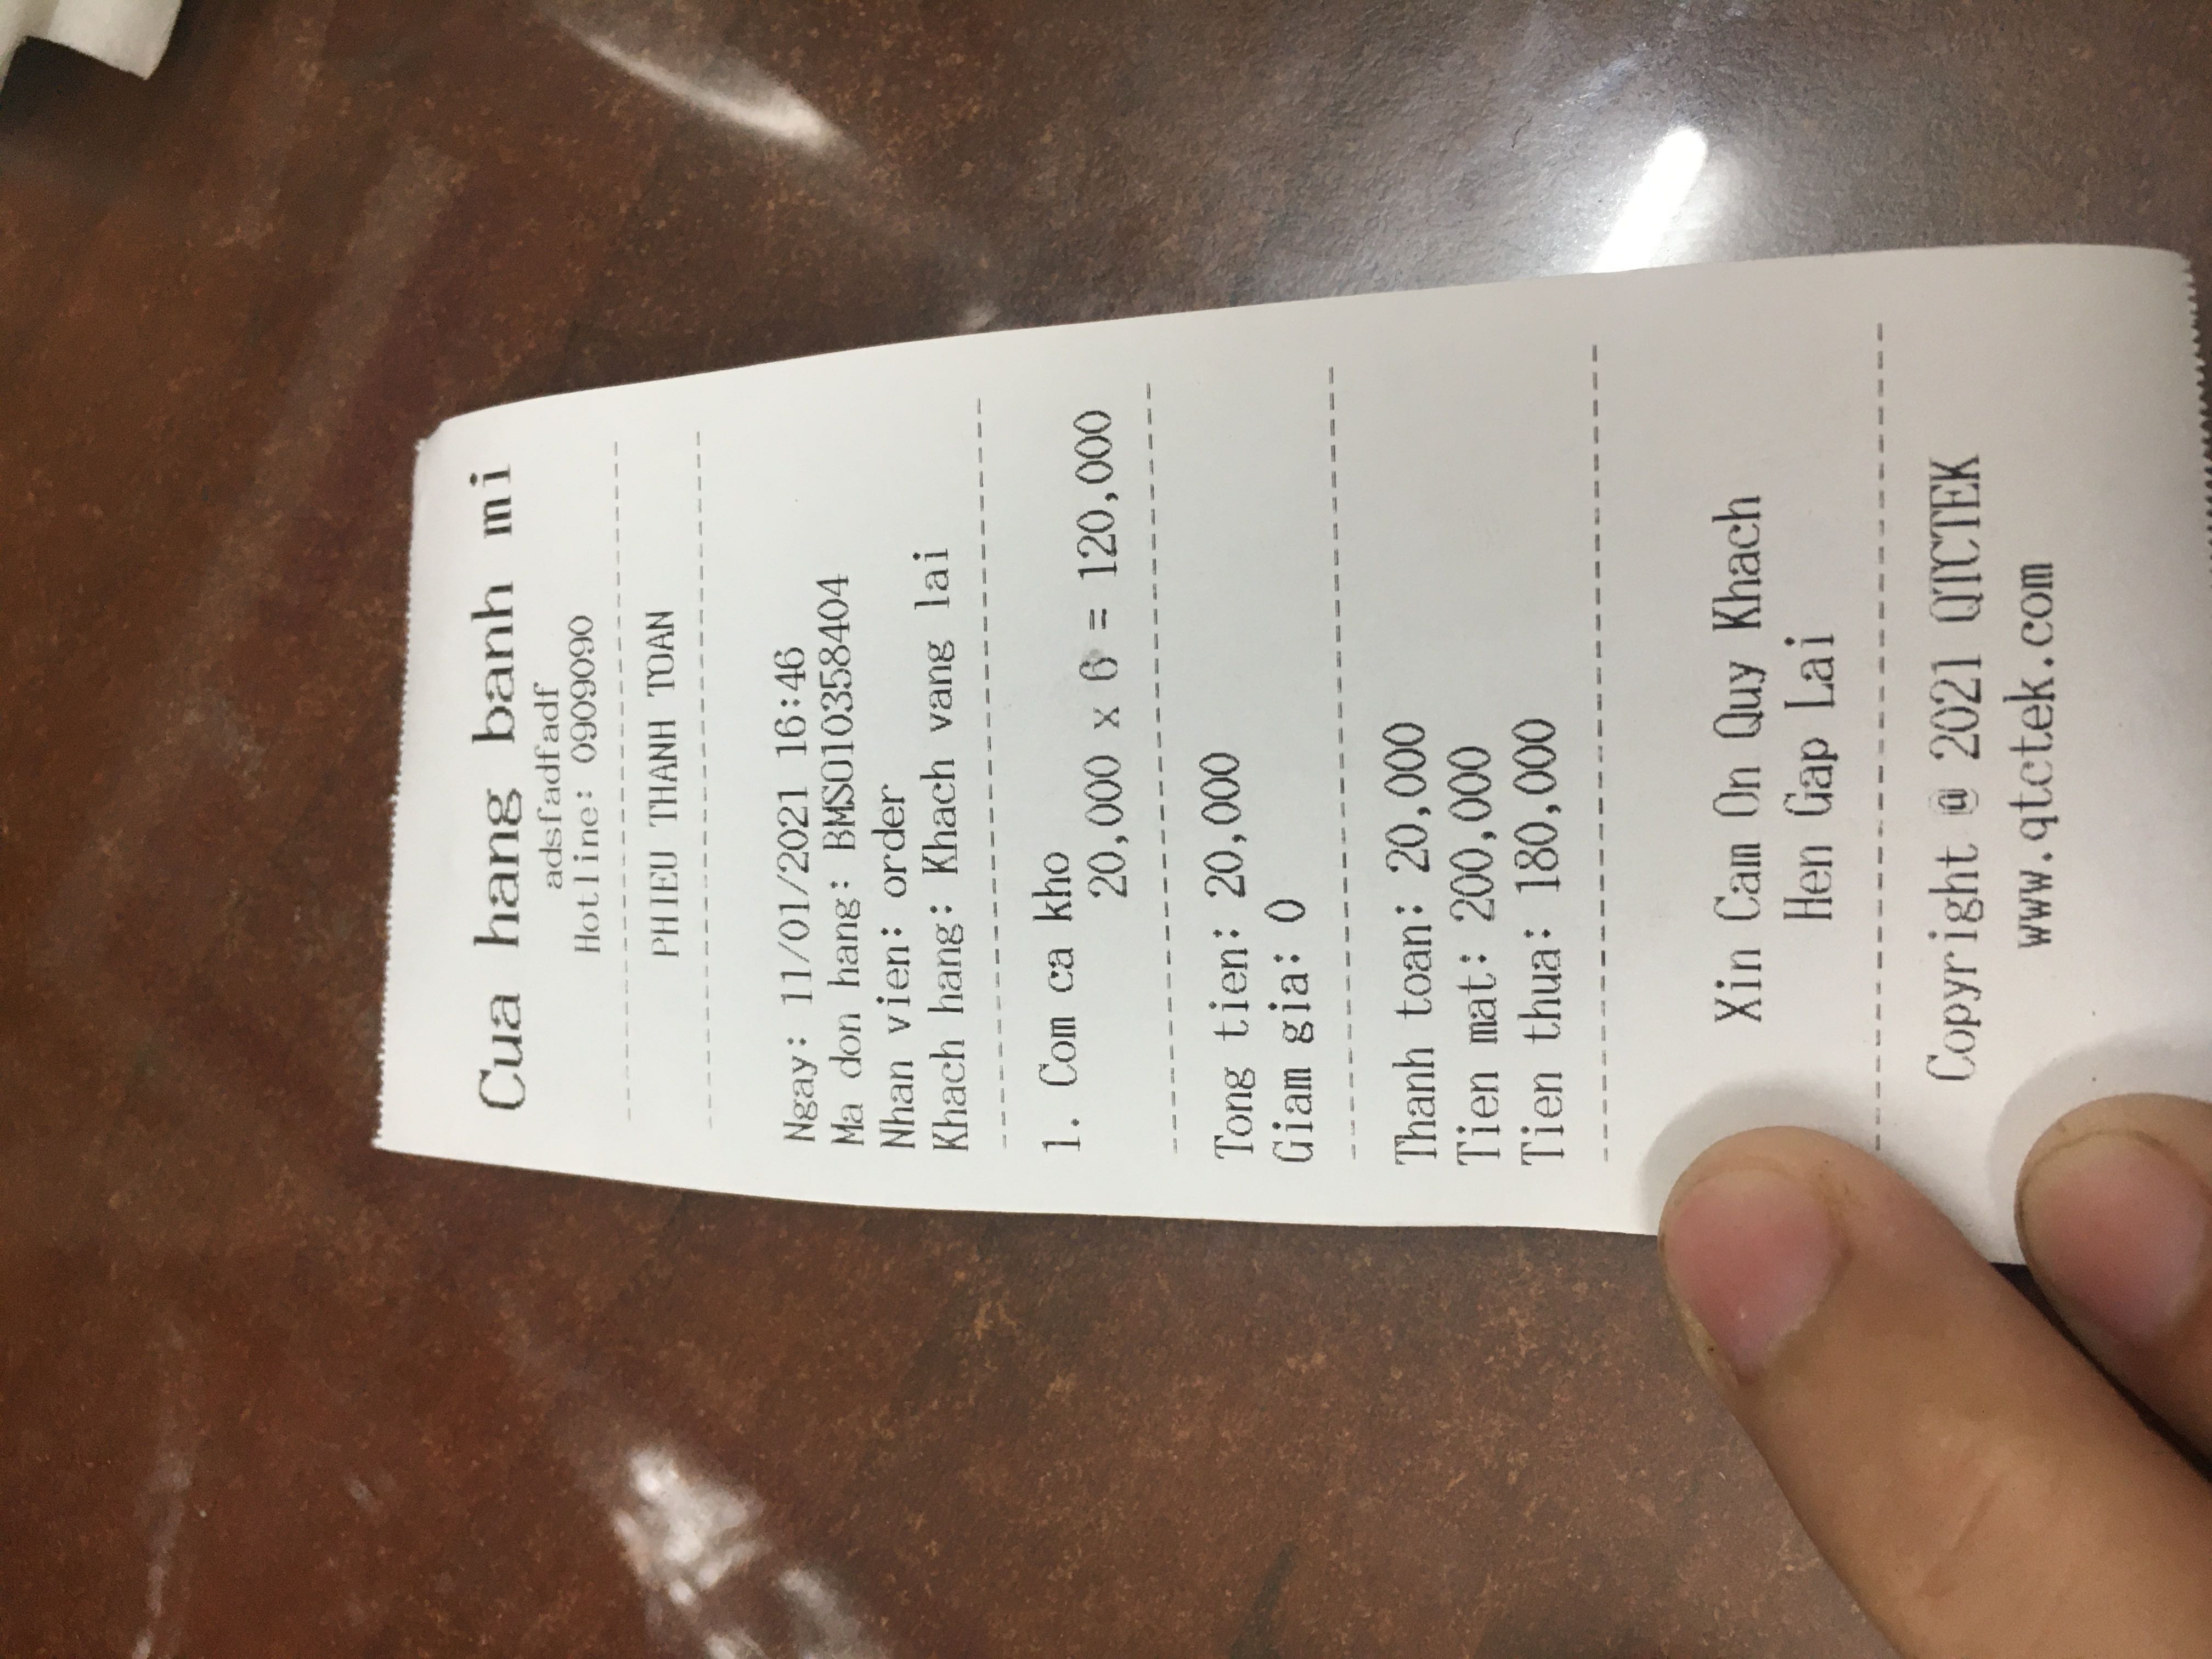 Cua hang banh mi
adsfadfadf
Hotline: 0909090
PHIEU THANH TOAN
Ngay: 11/01/2021 16:46
Ma don hang: BMSO10358404
Nhan vien: order
Khach hang: Khach vang lai
1. Com ca kho
20,000 x 6 = 120,000
Tong tien: 20,000
Giam gia: 0
Thanh toan: 20,000
Tien mat: 200,000
Tien thua: 180,000
Xin Cam On Quy Khach
Hen Gap Lai
Copyright @ 2021 QTCTEK
www.qtctek.com